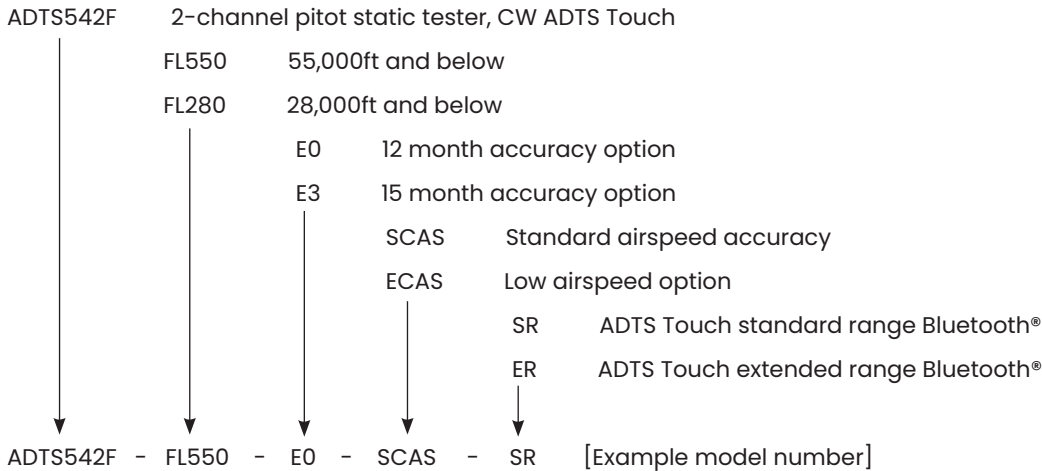 ADTS542F 2-channel pitot static tester, CW ADTS Touch
FL550 55,000ft and below
FL280 28,000ft and below
E0 12 month accuracy option
E3 15 month accuracy option
SCAS Standard airspeed accuracy
ECAS Low airspeed option
SR ADTS Touch standard range Bluetooth®
ER ADTS Touch extended range Bluetooth®
ADTS542F - FL550 - E0 - SCAS - SR [Example model number]